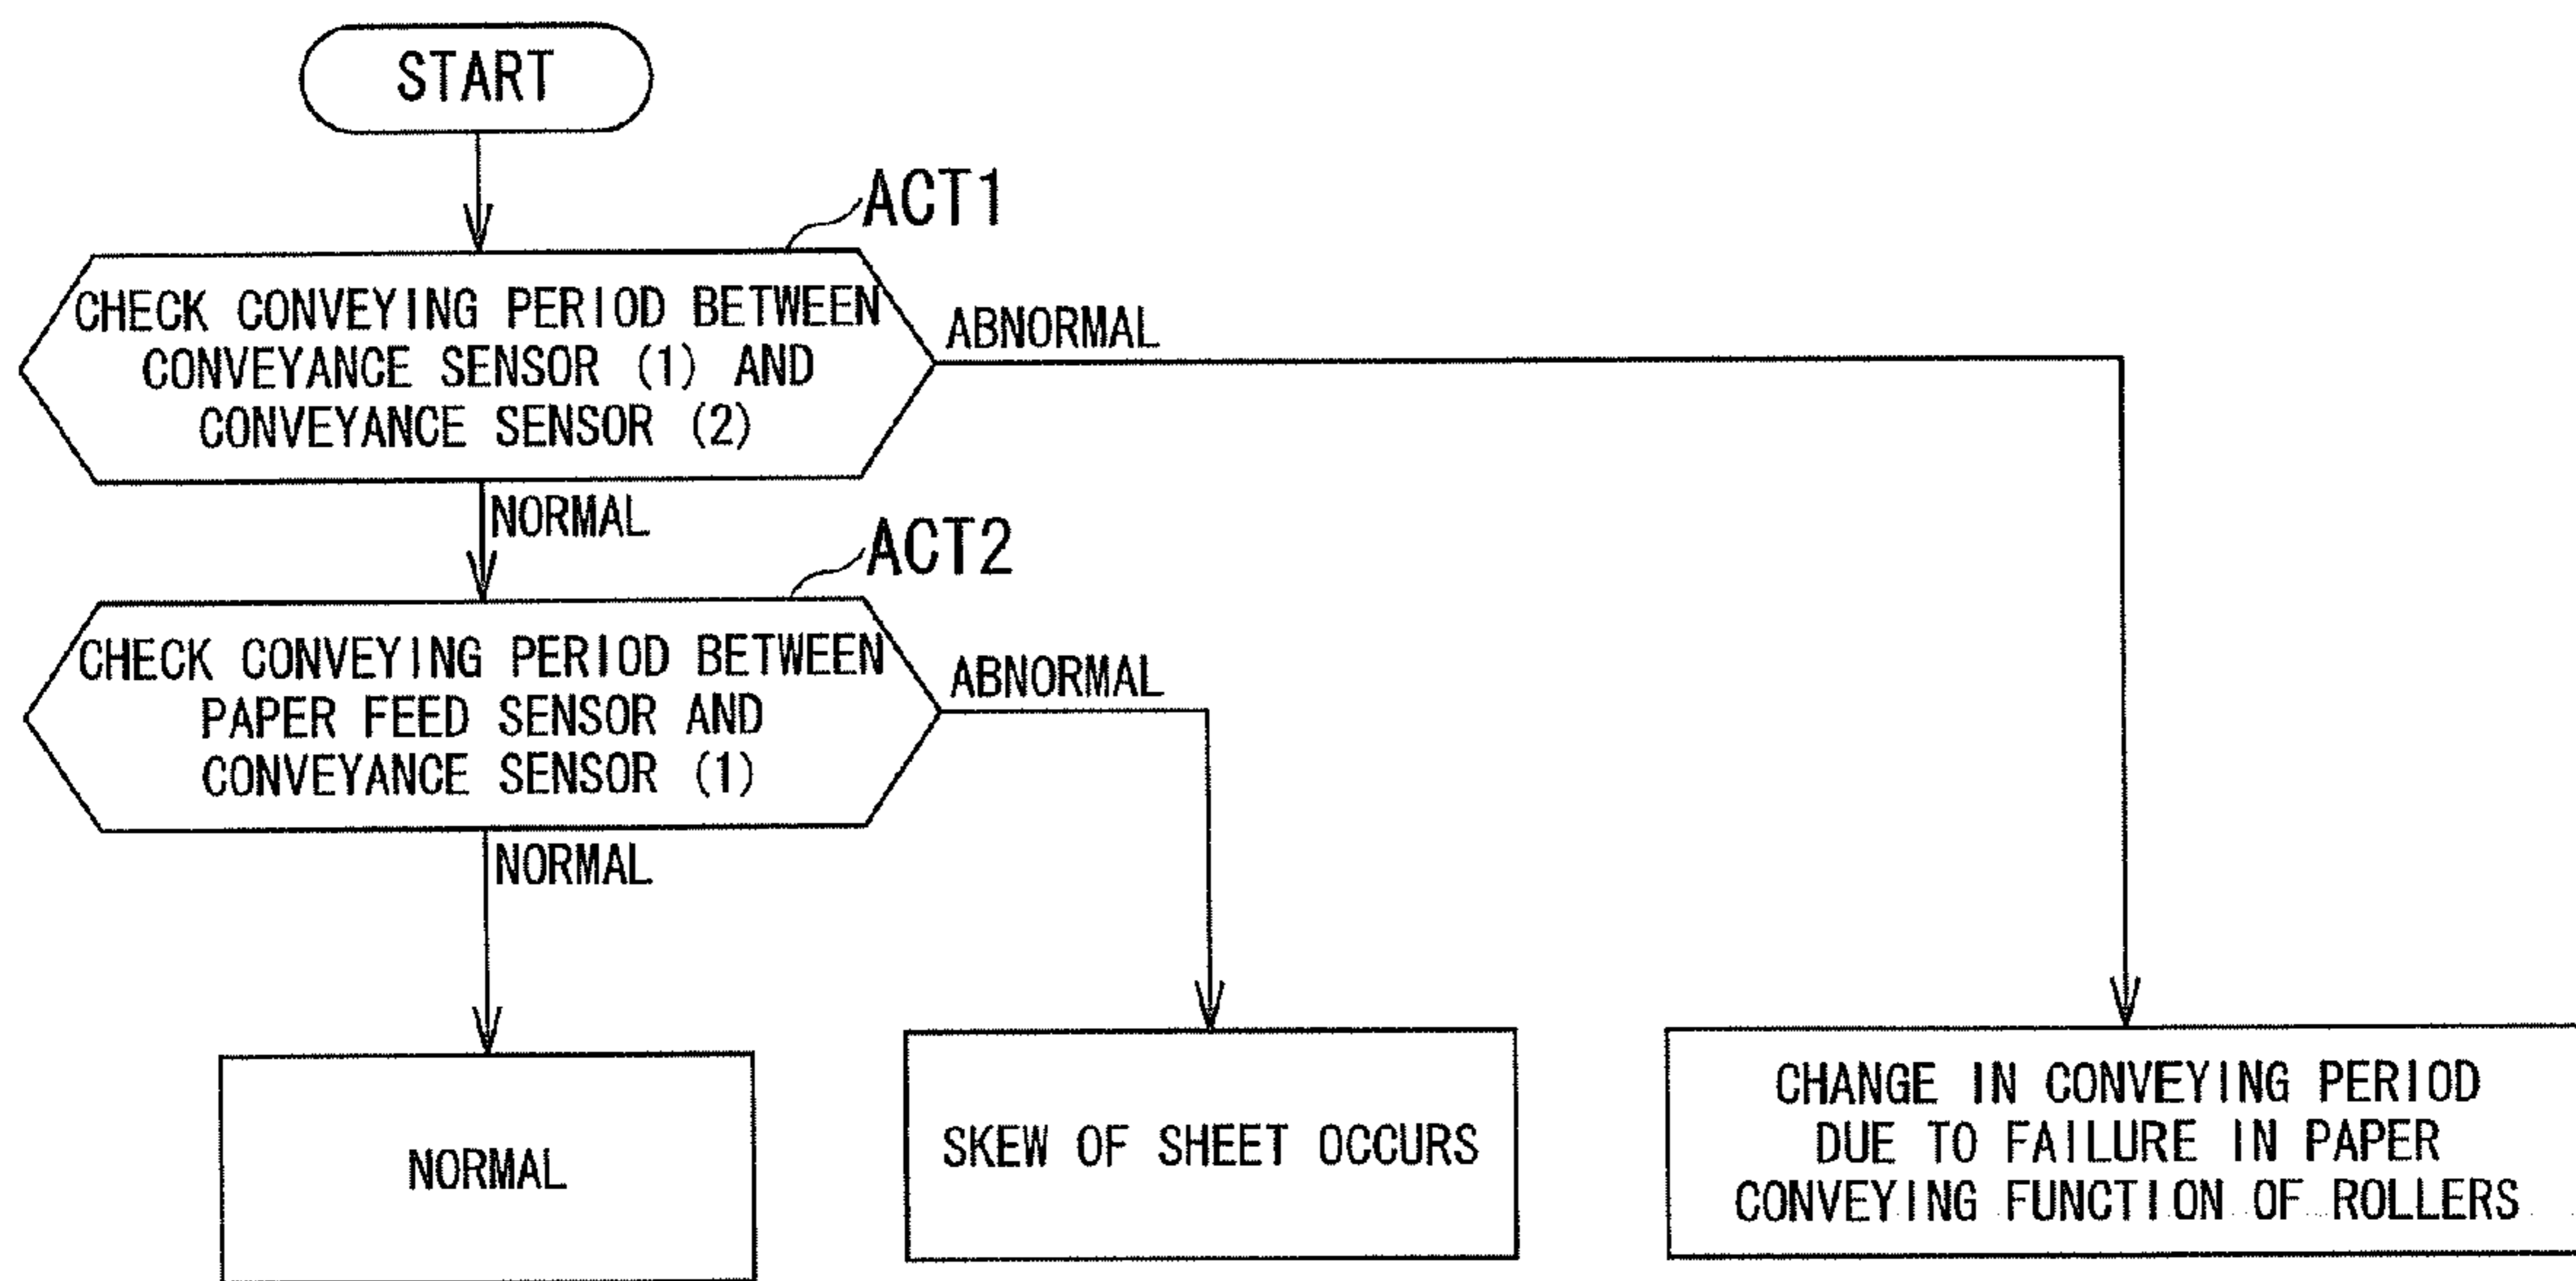 START
ACT1
CHECK CONVEYING PERIOD BETWEEN
CONVEYANCE SENSOR (1) AND
CONVEYANCE SENSOR (2)
ABNORMAL
NORMAL
ACT2
CHECK CONVEYING PERIOD BETWEEN
PAPER FEED SENSOR AND
CONVEYANCE SENSOR (1)
ABNORMAL
NORMAL
NORMAL
SKEW OF SHEET OCCURS
CHANGE IN CONVEYING PERIOD
DUE TO FAILURE IN PAPER
CONVEYING FUNCTION OF ROLLERS